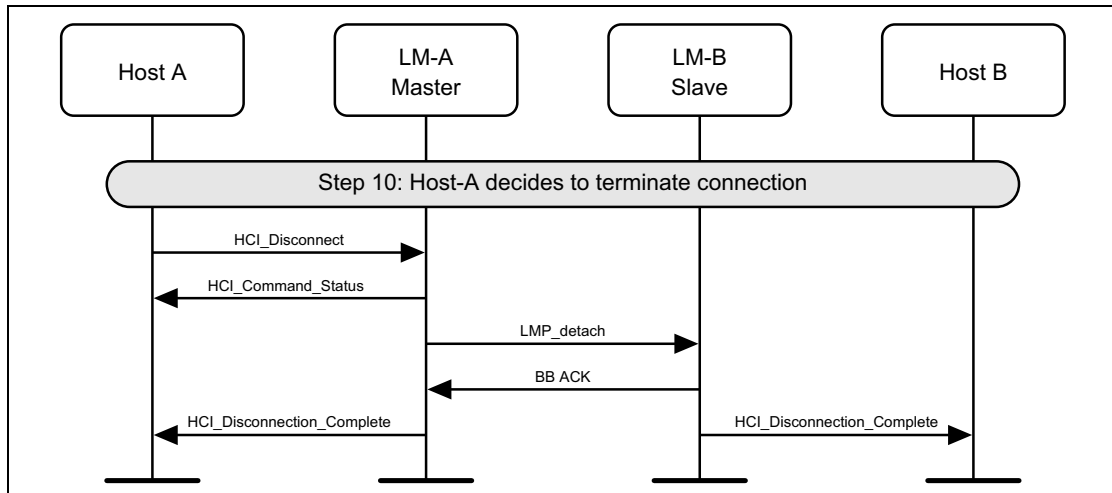 Host A
LM-A
Master
LM-B
Slave
Host B
Step 10: Host-A decides to terminate connection
HCI_Disconnect
HCI_Command_Status
LMP_detach
BB ACK
HCI_Disconnection_Complete
HCI_Disconnection_Complete